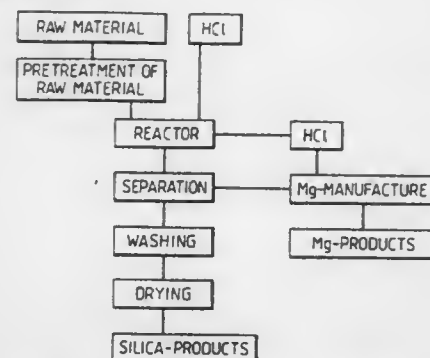 RAW MATERIAL
HCl
PRETREATMENT OF
RAW MATERIAL
REACTOR
HCl
SEPARATION
Mg-MANUFACTURE
WASHING
Mg-PRODUCTS
DRYING
SILICA-PRODUCTS